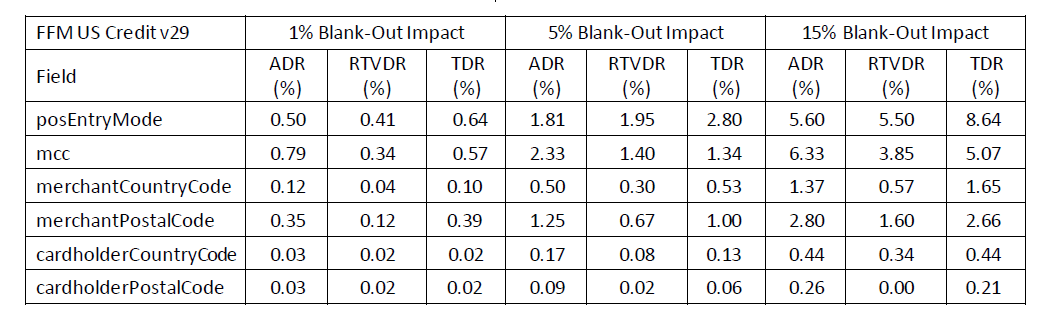 FFM US Credit v29 1% Blank-Out Impact 5% Blank-Out Impact 15% Blank-Out Impact
Field ADR (%) RTVDR (%) TDR (%) ADR (%) RTVDR (%) TDR (%) ADR (%) RTVDR (%) TDR (%)
posEntryMode 0.50 0.41 0.64 1.81 1.95 2.80 5.60 5.50 8.64
mcc 0.79 0.34 0.57 2.33 1.40 1.34 6.33 3.85 5.07
merchantCountryCode 0.12 0.04 0.10 0.50 0.30 0.53 1.37 0.57 1.65
merchantPostalCode 0.35 0.12 0.39 1.25 0.67 1.00 2.80 1.60 2.66
cardholderCountryCode 0.03 0.02 0.02 0.17 0.08 0.13 0.44 0.34 0.44
cardholderPostalCode 0.03 0.02 0.02 0.09 0.02 0.06 0.26 0.00 0.21